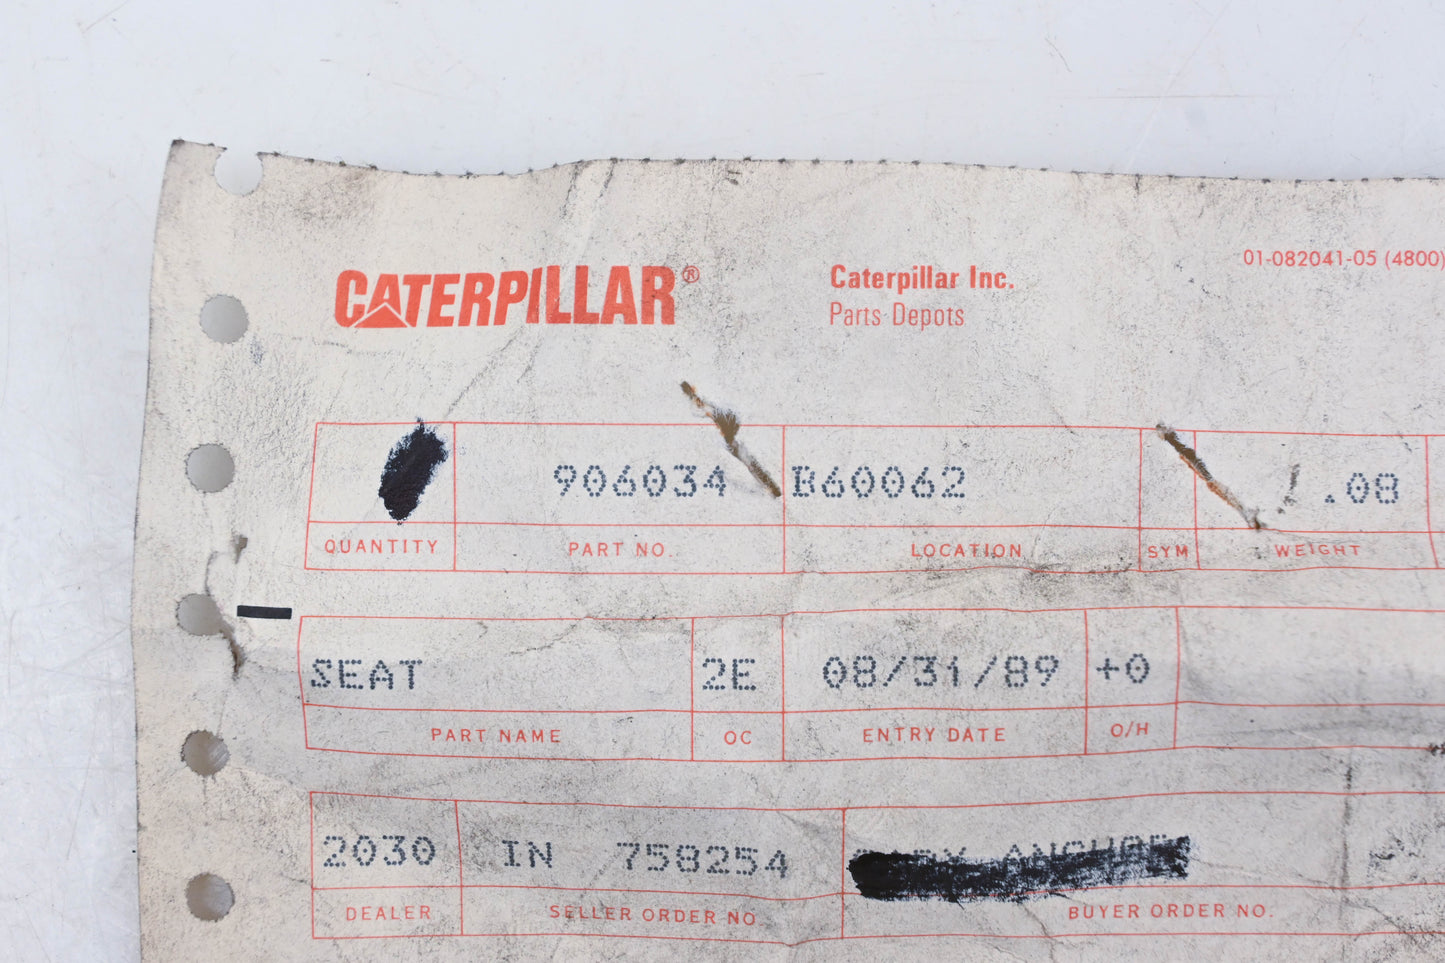 CATERPILLAR®
Caterpillar Inc.
Parts Depots
01-082041-05 (4800)
906034 B60062 .08
QUANTITY PART NO. LOCATION SYM WEIGHT
SEAT 2E 08/31/89 +0
PART NAME OC ENTRY DATE O/H
2030 IN 758254
DEALER SELLER ORDER NO BUYER ORDER NO.